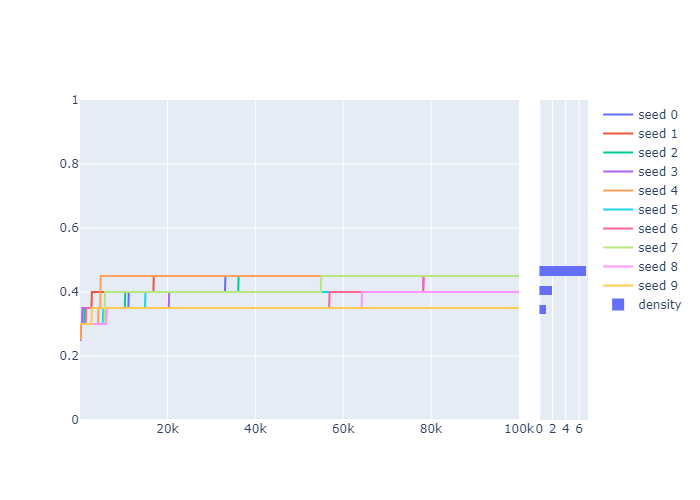 1
0.8
0.6
0.4
0.2
0
20k
40k
60k
80k
100k
0
2
4
6
seed 0
seed 1
seed 2
seed 3
seed 4
seed 5
seed 6
seed 7
seed 8
seed 9
density